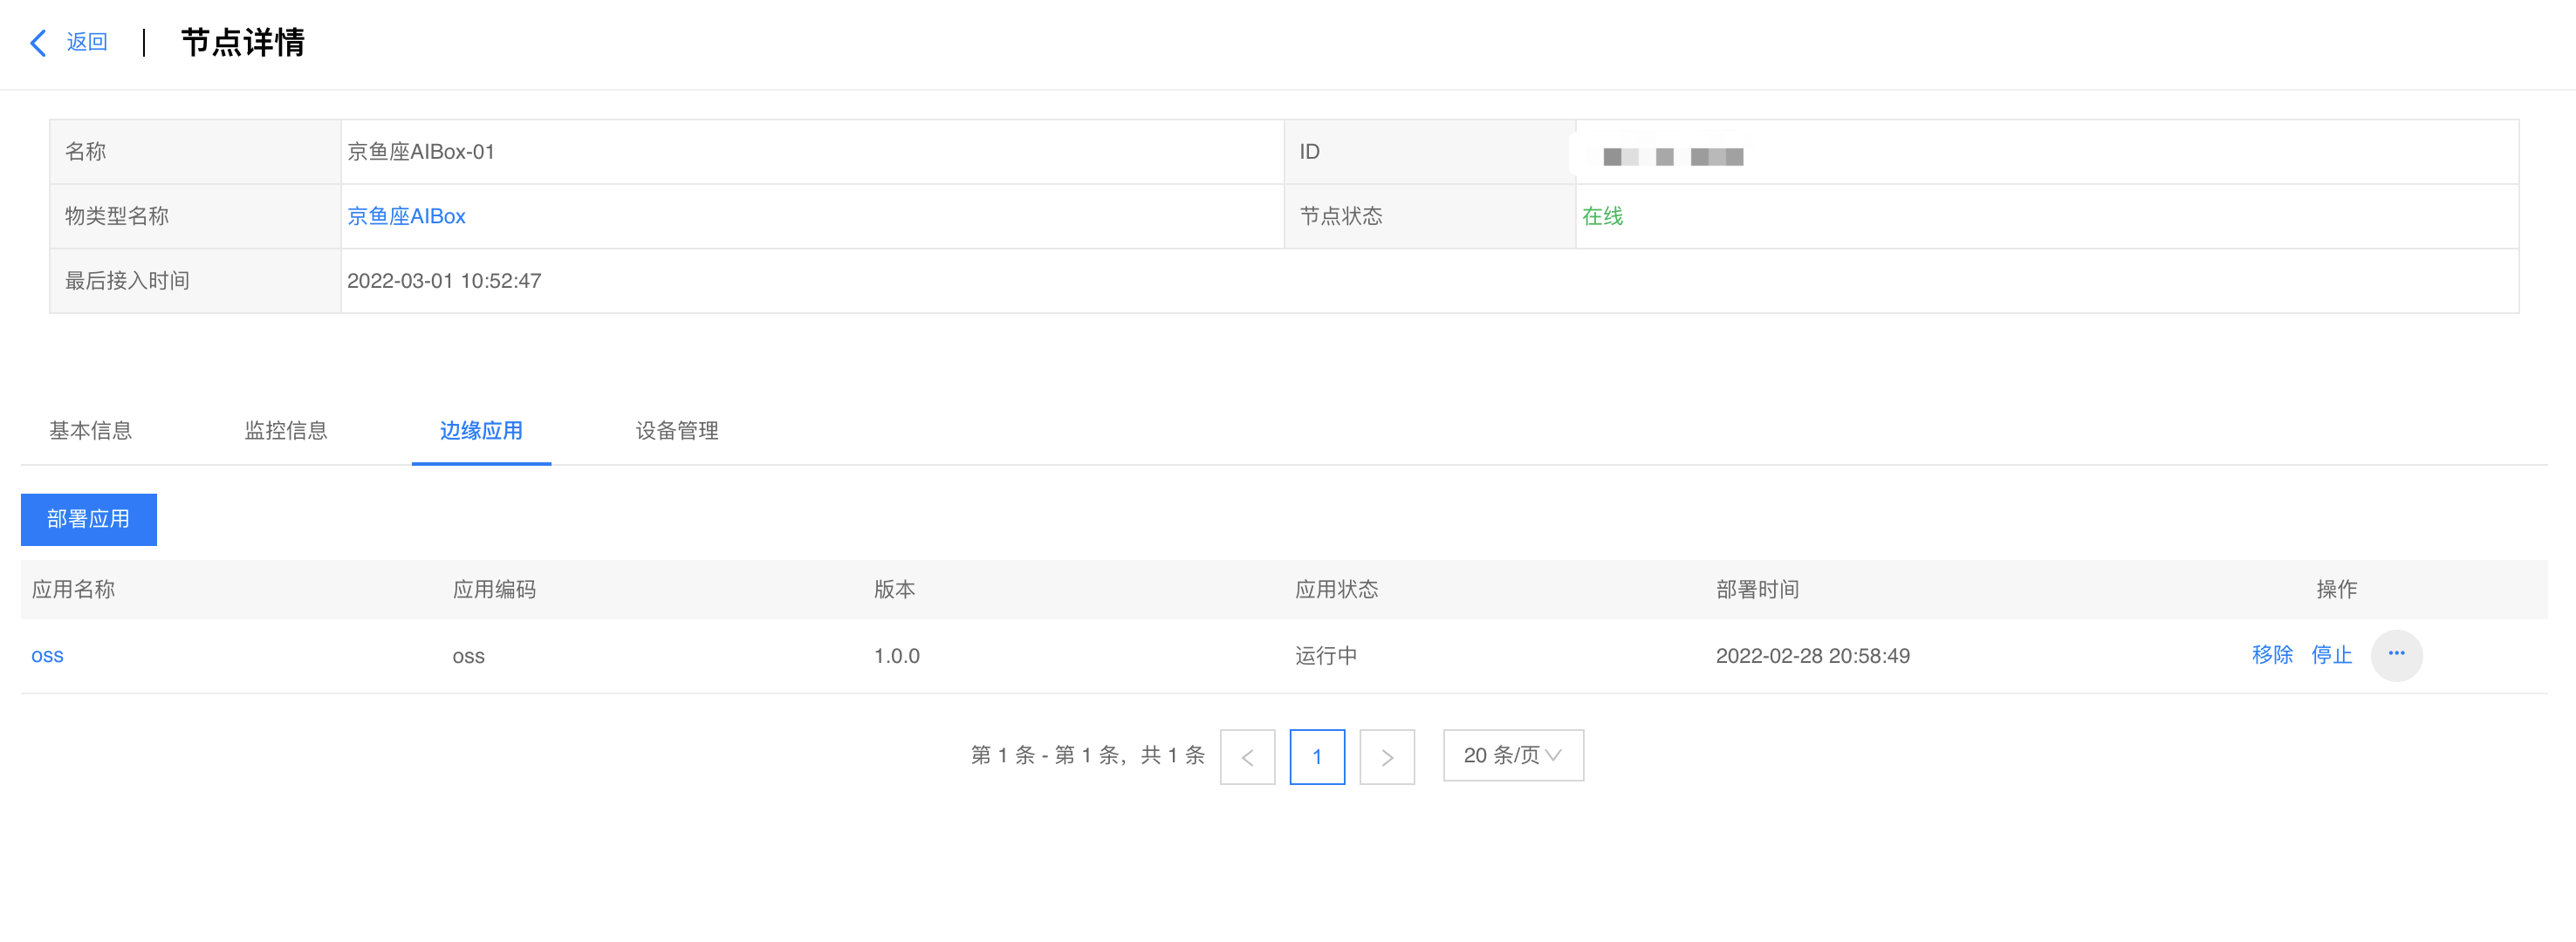 返回 节点详情
名称 京鱼座AIBox-01 ID
物类型名称 京鱼座AIBox 节点状态 在线
最后接入时间 2022-03-01 10:52:47
基本信息 监控信息 边缘应用 设备管理
部署应用
应用名称 应用编码 版本 应用状态 部署时间 操作
oss oss 1.0.0 运行中 2022-02-28 20:58:49 移除 停止 ···
第 1 条 - 第 1 条，共 1 条 < 1 > 20 条/页